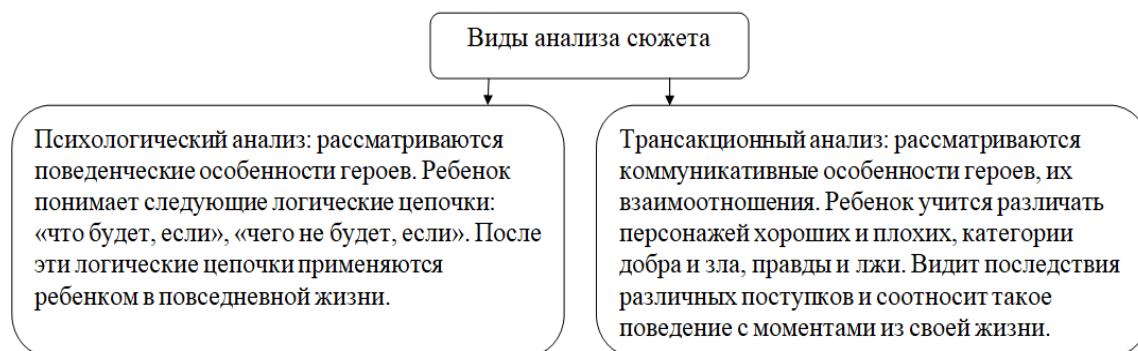 Виды анализа сюжета
Психологический анализ: рассматриваются
поведенческие особенности героев. Ребенок
понимает следующие логические цепочки:
«что будет, если», «чего не будет, если». После
эти логические цепочки применяются
ребенком в повседневной жизни.
Трансакционный анализ: рассматриваются
коммуникативные особенности героев, их
взаимоотношения. Ребенок учится различать
персонажей хороших и плохих, категории
добра и зла, правды и лжи. Видит последствия
различных поступков и соотносит такое
поведение с моментами из своей жизни.